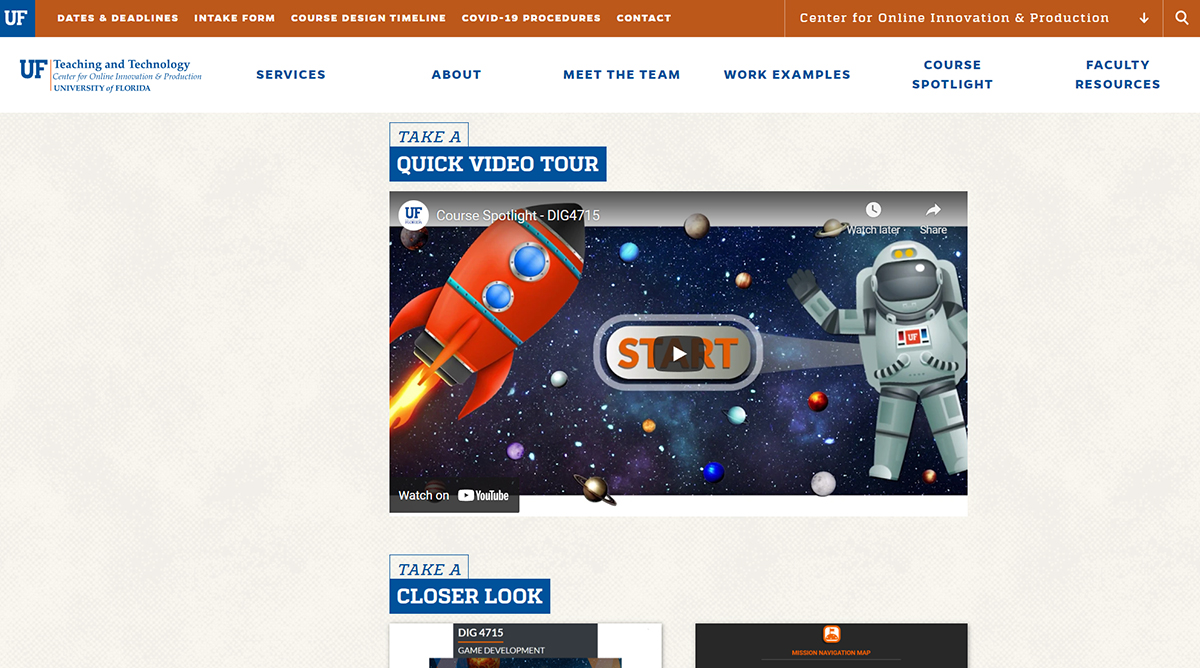 UF
DATES & DEADLINES INTAKE FORM COURSE DESIGN TIMELINE COVID-19 PROCEDURES CONTACT
Center for Online Innovation & Production
UF
Teaching and Technology
Center for Online Innovation & Production
UNIVERSITY of FLORIDA
SERVICES
ABOUT
MEET THE TEAM
WORK EXAMPLES
COURSE
SPOTLIGHT
FACULTY
RESOURCES
TAKE A
QUICK VIDEO TOUR
UF
FLORIDA
Course Spotlight - DIG4715
Watch later
Share
UF
START
Watch on YouTube
TAKE A
CLOSER LOOK
DIG 4715
GAME DEVELOPMENT
MISSION NAVIGATION MAP